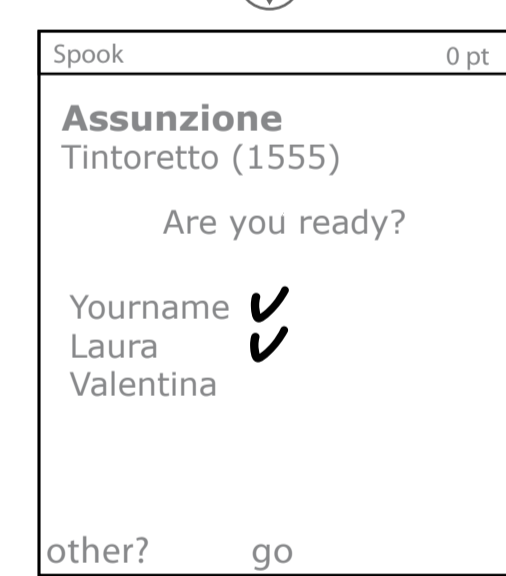 Spook 0 pt
Assunzione
Tintoretto (1555)
Are you ready?
Yourname
Laura
Valentina
other? go